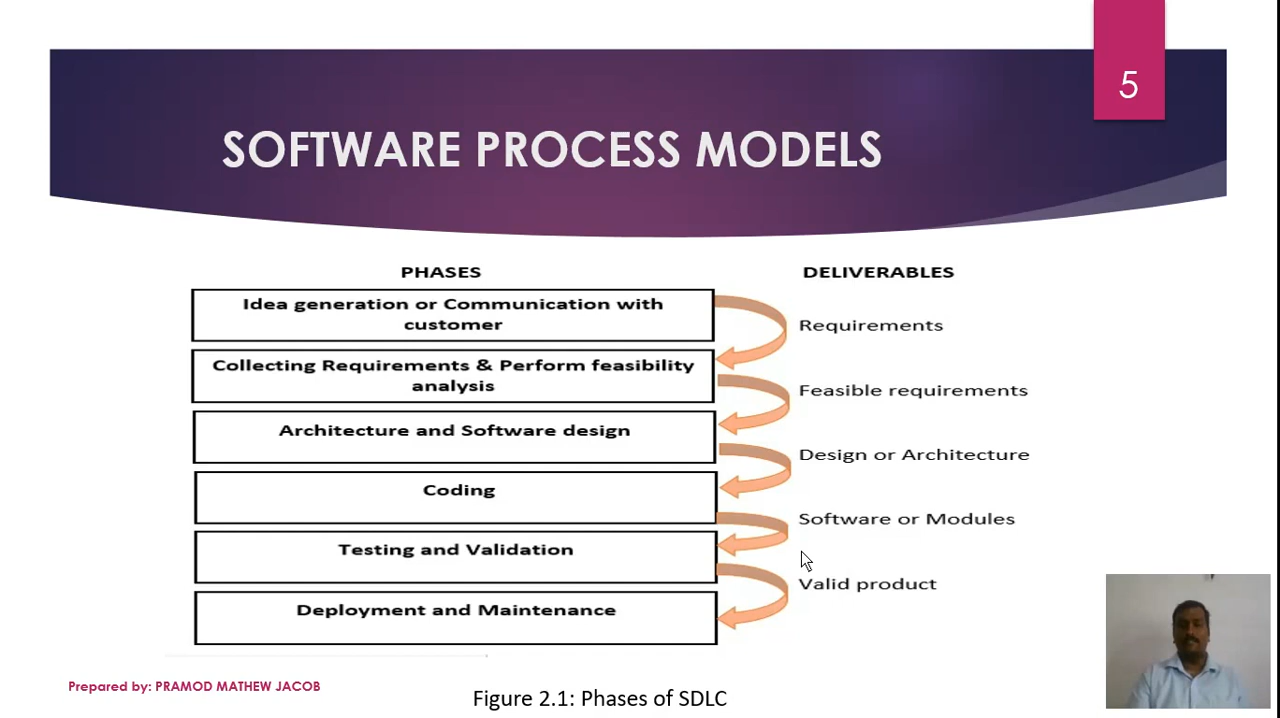 5
SOFTWARE PROCESS MODELS
PHASES
DELIVERABLES
Idea generation or Communication with
customer
Requirements
Collecting Requirements & Perform feasibility
analysis
Feasible requirements
Architecture and Software design
Design or Architecture
Coding
Software or Modules
Testing and Validation
Valid product
Deployment and Maintenance
Prepared by: PRAMOD MATHEW JACOB
Figure 2.1: Phases of SDLC